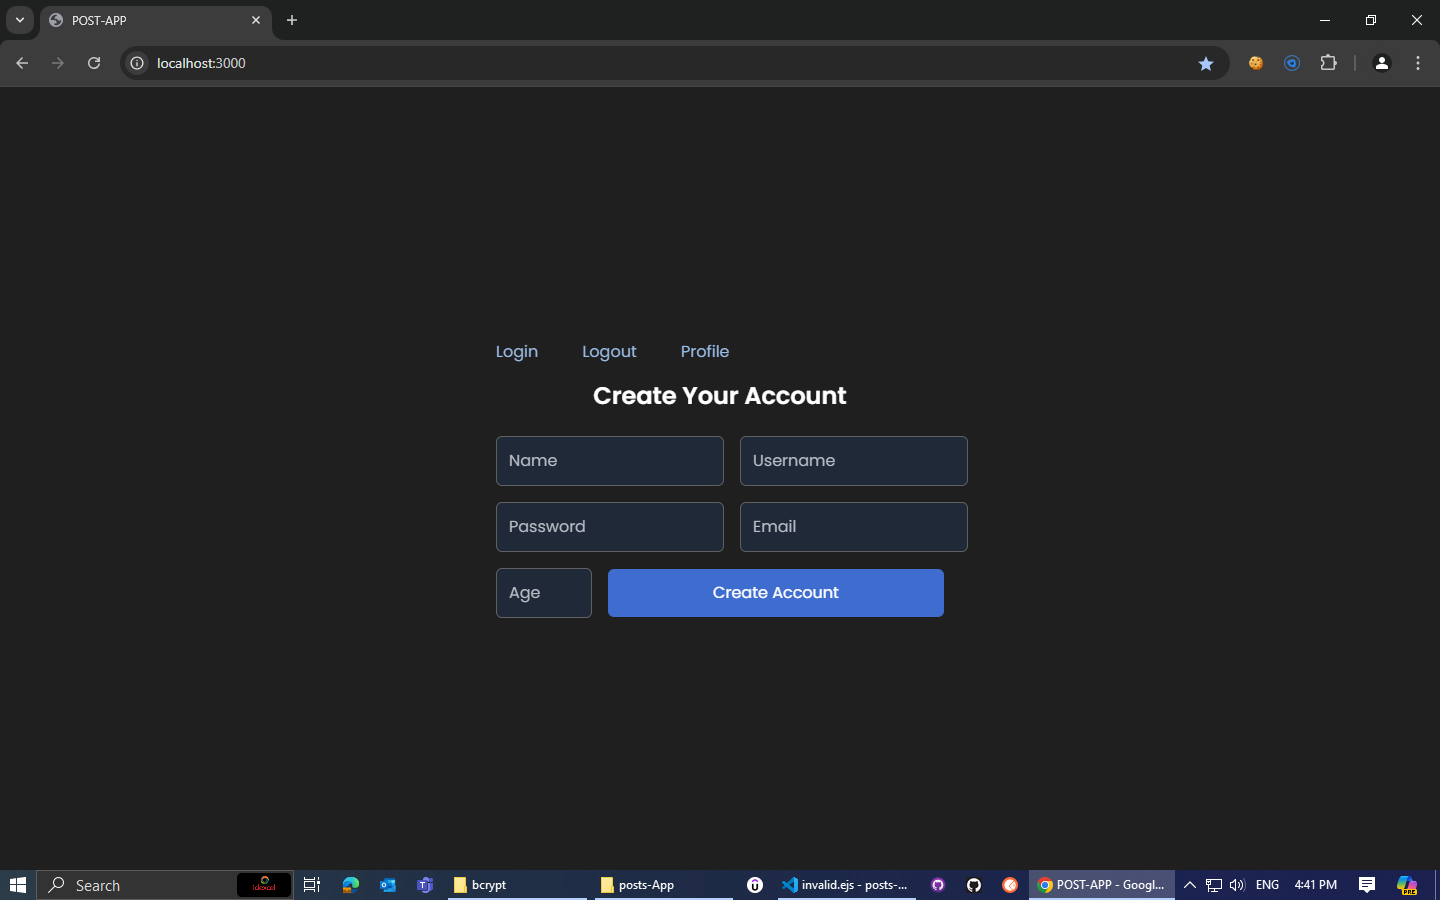 POST-APP
localhost:3000
Login Logout Profile
Create Your Account
Name Username
Password Email
Age Create Account
Search bcrypt posts-App invalid.ejs - posts-... POST-APP - Googl... ENG 4:41 PM PRE